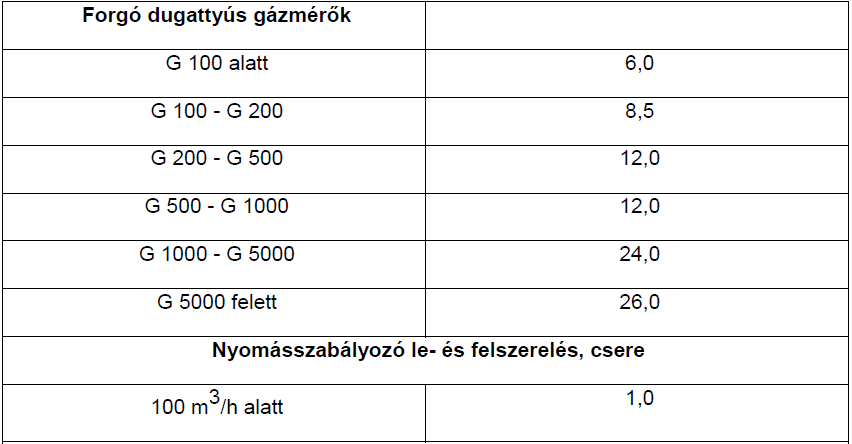 Forgó dugattyús gázmérők
G 100 alatt 6,0
G 100 - G 200 8,5
G 200 - G 500 12,0
G 500 - G 1000 12,0
G 1000 - G 5000 24,0
G 5000 felett 26,0
Nyomásszabályozó le- és felszerelés, csere
100 m³/h alatt 1,0